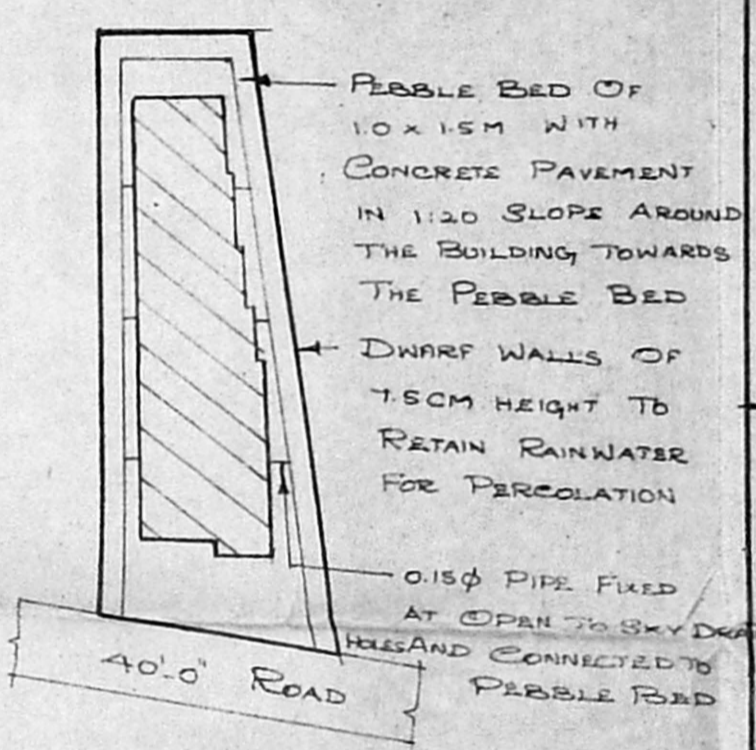 PEBBLE BED OF
1.0 x 1.5M WITH
CONCRETE PAVEMENT
IN 1:20 SLOPE AROUND
THE BUILDING TOWARDS
THE PEBBLE BED
DWARF WALLS OF
7.5CM HEIGHT TO
RETAIN RAINWATER
FOR PERCOLATION
0.15φ PIPE FIXED
AT OPEN TO SKY DRA
HOLES AND CONNECTED TO
PEBBLE BED
40'-0" ROAD